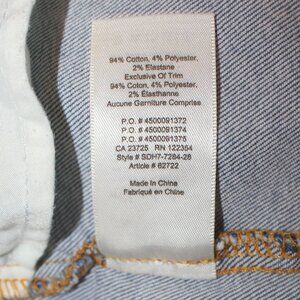 94% Cotton, 4% Polyester,
2% Elastane
Exclusive Of Trim
94% Coton, 4% Polyester,
2% Élasthanne
Aucune Garniture Comprise
P.O. # 4500091372
P.O. # 4500091374
P.O. # 4500091375
CA 23725 RN 122354
Style # SDH7-7284-28
Article # 62722
Made In China
Fabriqué en Chine